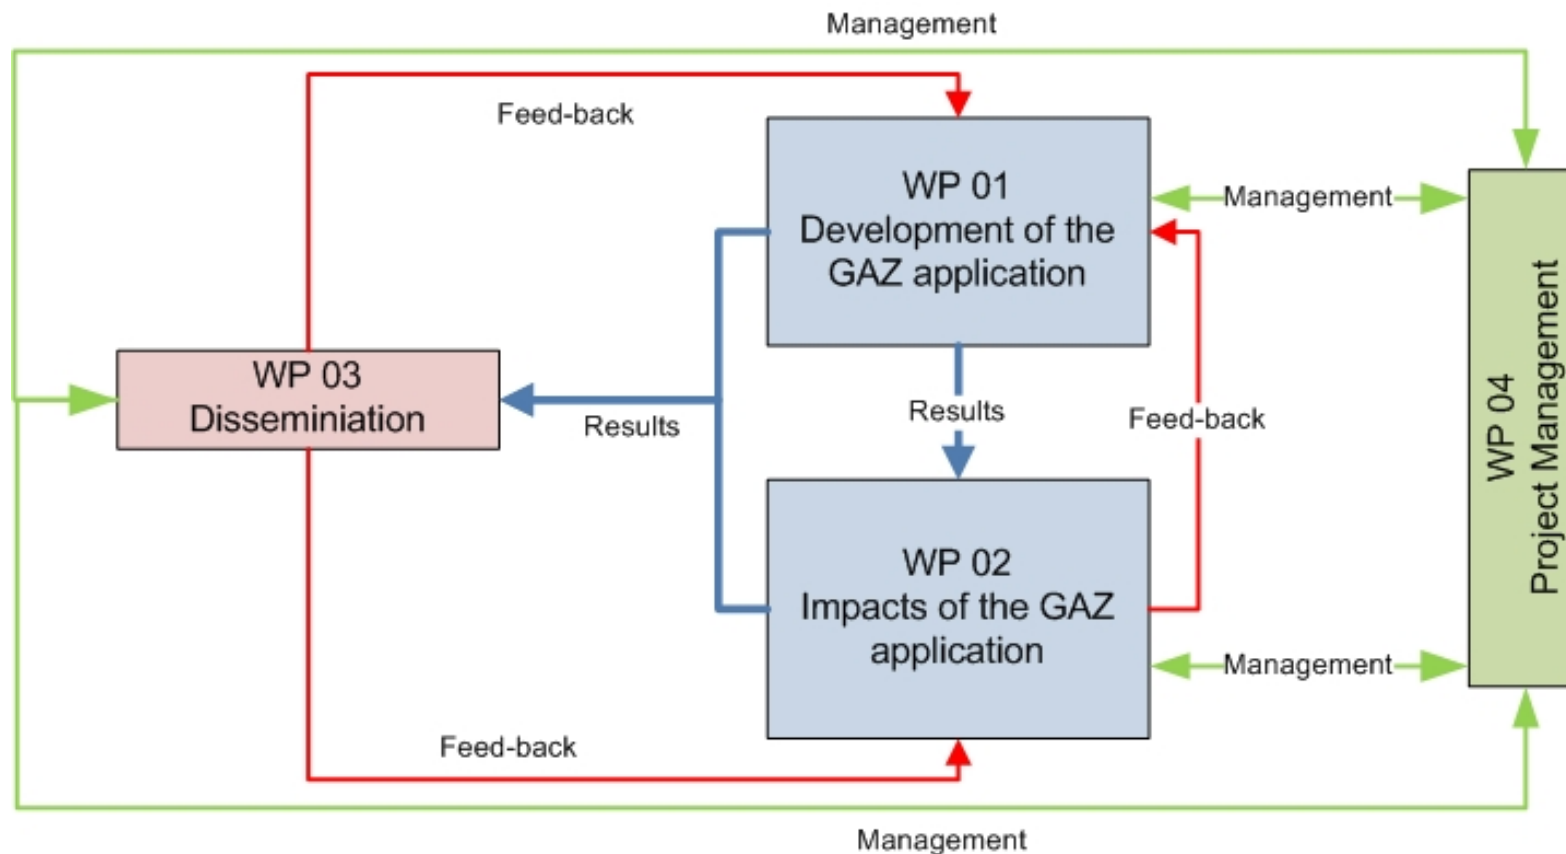 Management
Feed-back
WP 01
Development of the
GAZ application
Management
WP 03
Disseminiation
Results
Results
Feed-back
WP 04
Project Management
WP 02
Impacts of the GAZ
application
Management
Feed-back
Management